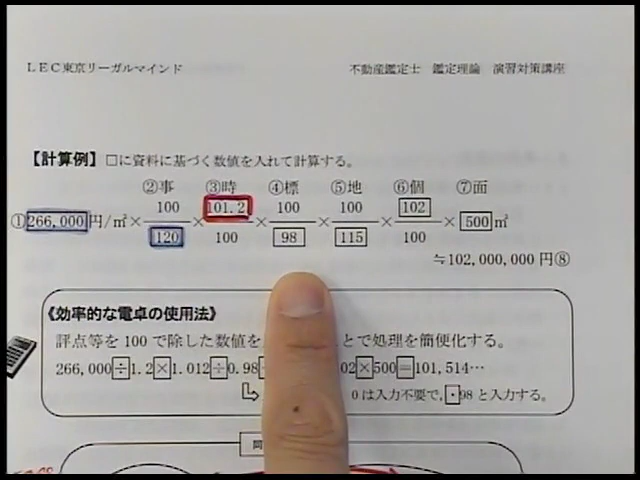 LEC東京リーガルマインド 不動産鑑定士 鑑定理論 演習対策講座
【計算例】□に資料に基づく数値を入れて計算する。
②事 ③時 ④標 ⑤地 ⑥個 ⑦面
100 101.2 100 100 102
①266,000円/㎡× × × × × ×500㎡
120 100 98 115 100
≒102,000,000円⑧
《効率的な電卓の使用法》
評点等を100で除した数値を とで処理を簡便化する。
266,000÷1.2×1.012÷0.98 02×500=101,514…
0は入力不要で,・98と入力する。